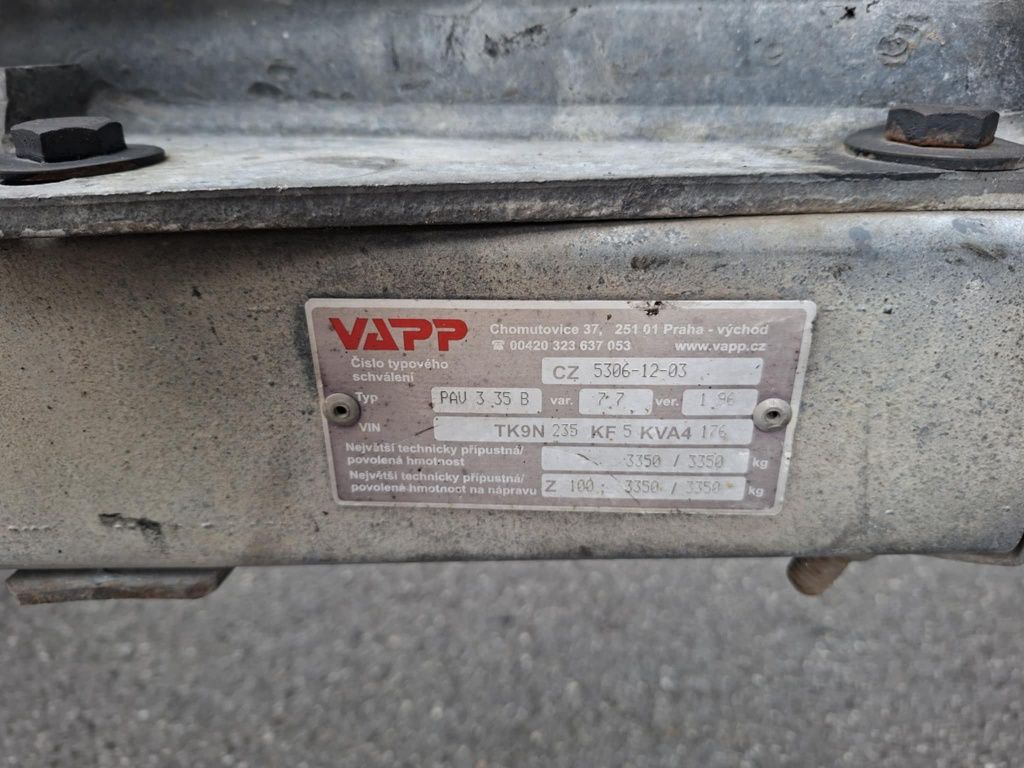 VAPP
Chomutovice 37, 251 01 Praha - východ
☎ 00420 323 637 053 www.vapp.cz
Číslo typového schválení CZ 5306-12-03
Typ PAV 3 35 B var. 7.7 ver. 1.96
VIN TK9N 235 KF 5 KVA4 176
Největší technicky přípustná/
povolená hmotnost 3350 / 3350 kg
Největší technicky přípustná/
povolená hmotnost na nápravu Z 100: 3350 / 3350 kg